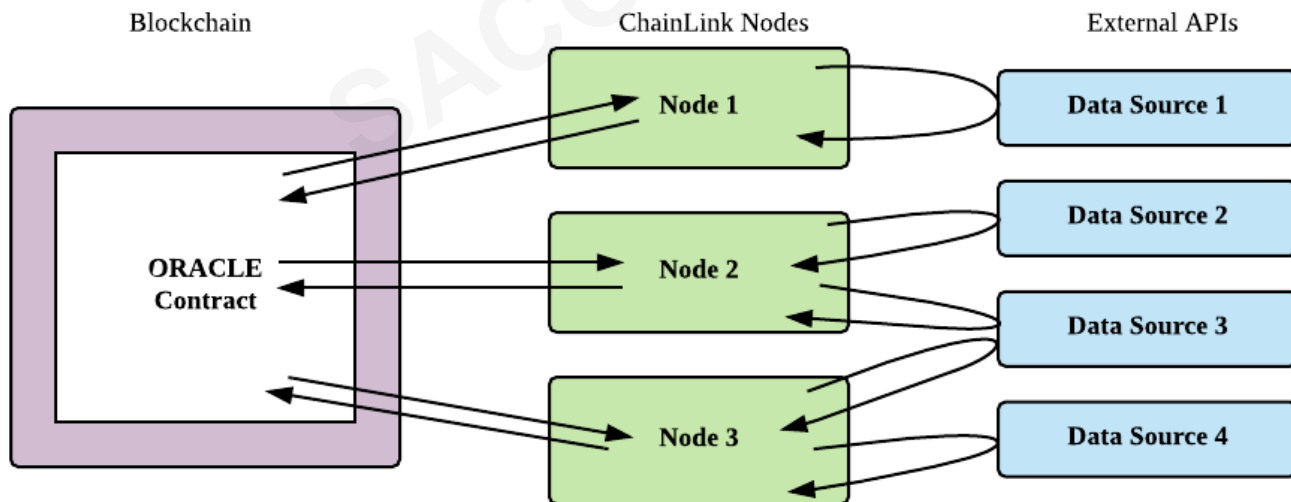 Blockchain
ChainLink Nodes
External APIs
SACO
Node 1
Data Source 1
Data Source 2
ORACLE
Contract
Node 2
Data Source 3
Node 3
Data Source 4